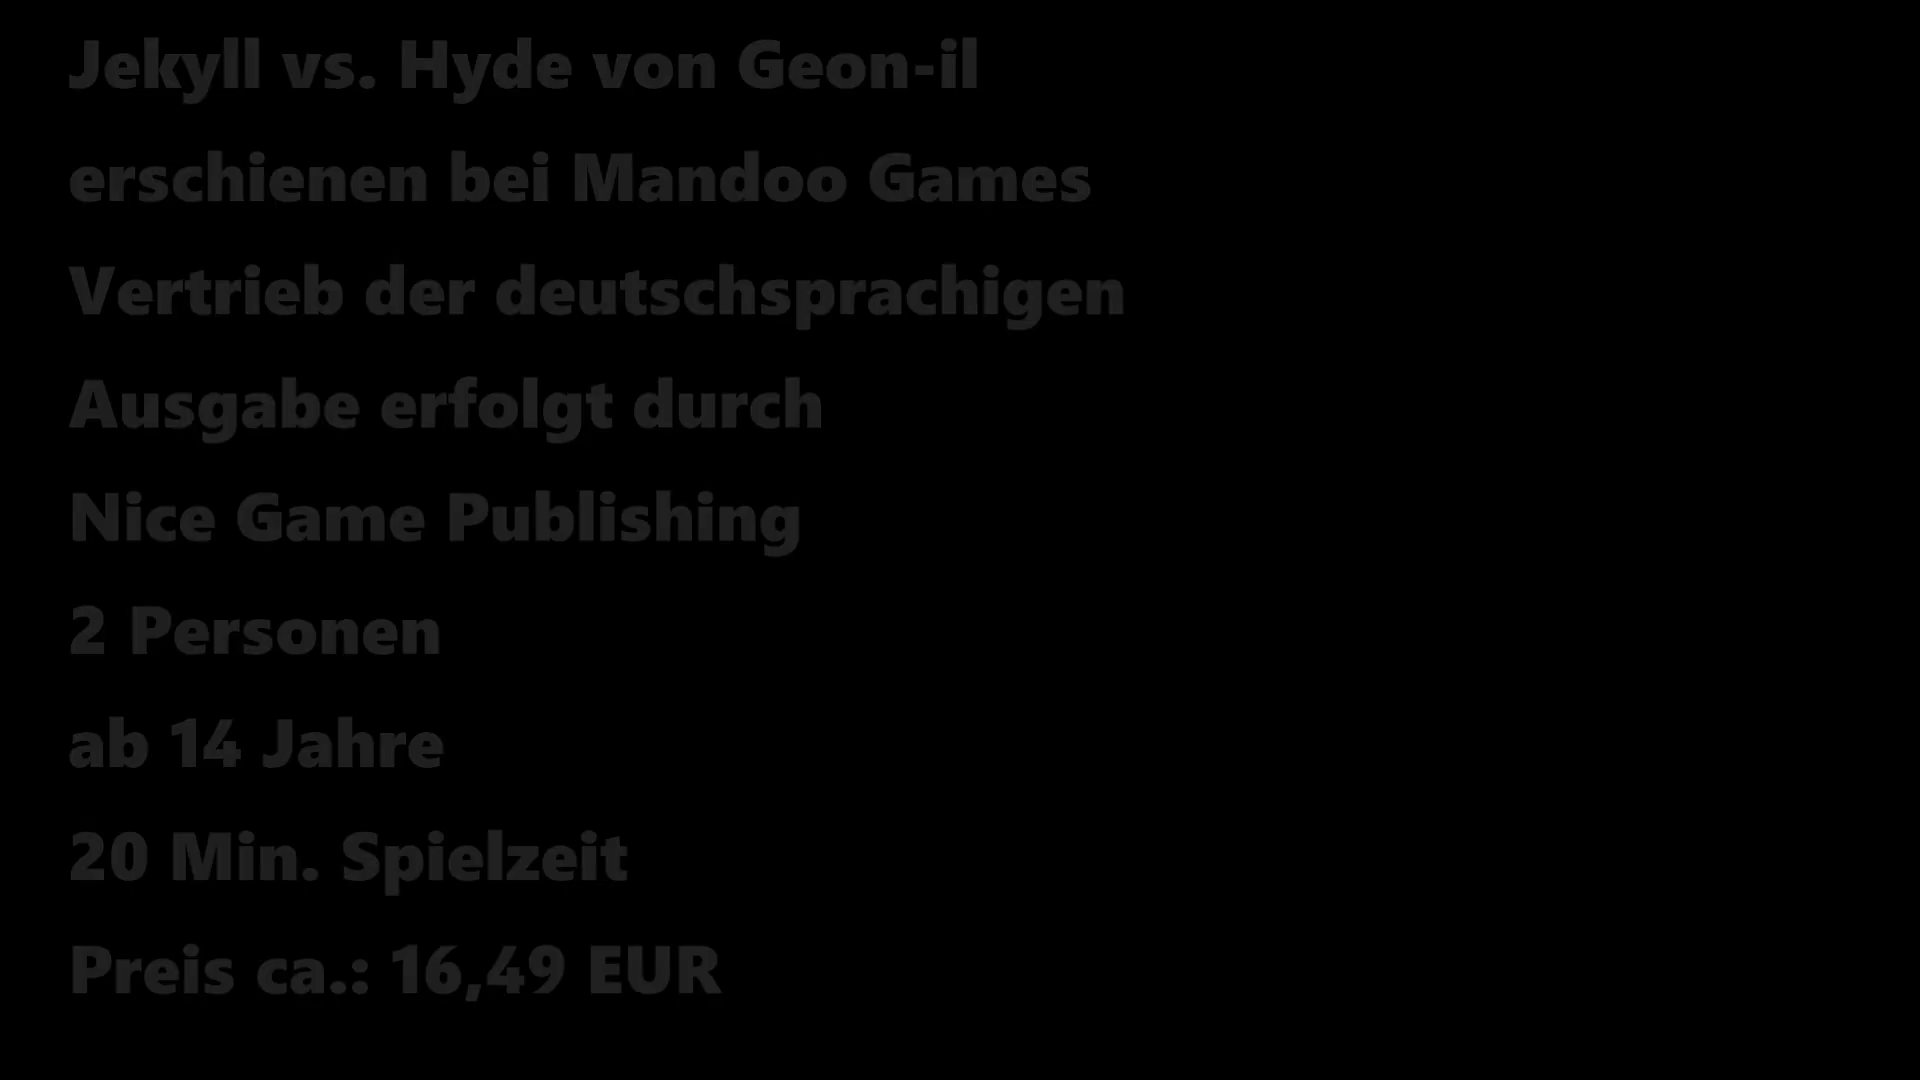 Jekyll vs. Hyde von Geon-il
erschienen bei Mandoo Games
Vertrieb der deutschsprachigen
Ausgabe erfolgt durch
Nice Game Publishing
2 Personen
ab 14 Jahre
20 Min. Spielzeit
Preis ca.: 16,49 EUR